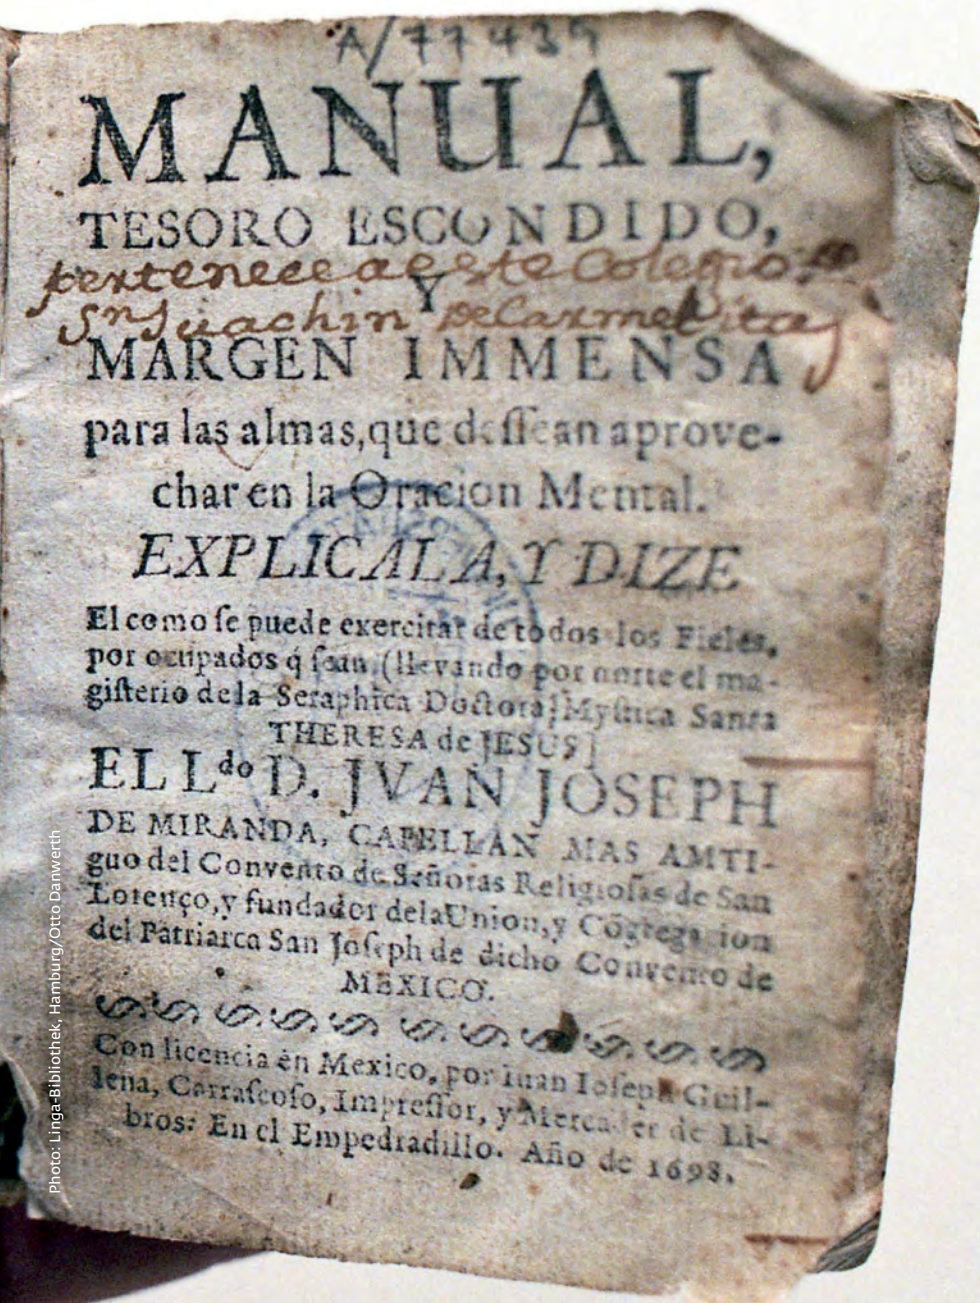 A/77439
MANUAL,
TESORO ESCONDIDO,
pertenece a este Colegio
Y
Sn Juachin De Carmelitas
MARGEN IMMENSA
para las almas, que desſean aprove-
char en la Oracion Mental.
EXPLICALA, Y DIZE
El como ſe puede exercitar de todos los Fieles,
por ocupados q̃ ſean (llevando por norte el ma-
giſterio de la Seraphica Doctora, Myſtica Santa
THERESA de JESUS)
EL Ldo D. JVAN JOSEPH
DE MIRANDA, CAPELLAN MAS AMTI-
guo del Convento de Señoras Religioſas de San
Lorenço, y fundador de la Union, y Cõgregacion
del Patriarca San Joſeph de dicho Convento de
MEXICO.
Con licencia en Mexico, por Iuan Ioſeph Guil-
lena, Carraſcoſo, Impreſſor, y Mercader de Li-
bros: En el Empedradillo. Año de 1698.
Photo: Linga-Bibliothek, Hamburg/Otto Danwerth